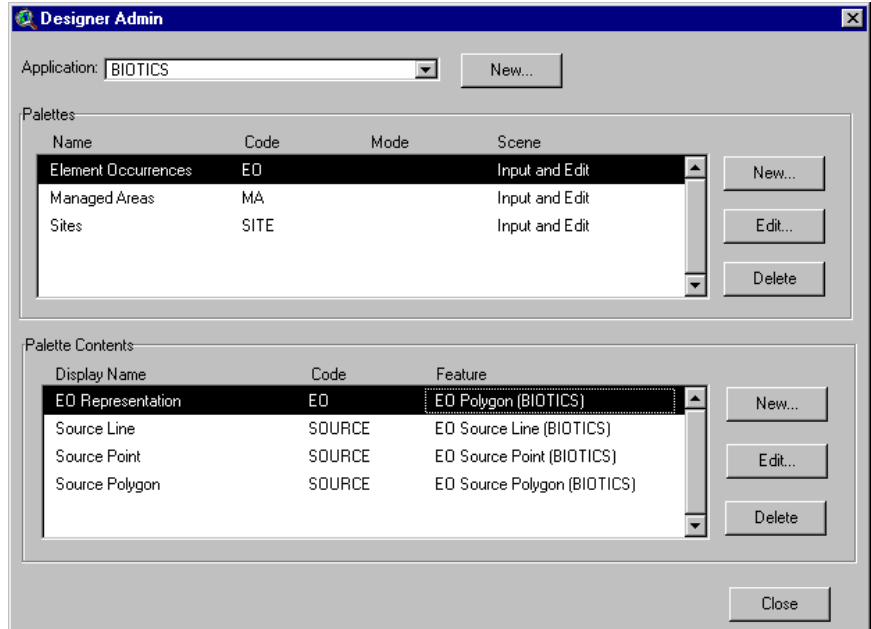 Designer Admin
Application: BIOTICS New...
Palettes
Name Code Mode Scene
Element Occurrences EO Input and Edit
Managed Areas MA Input and Edit
Sites SITE Input and Edit
New...
Edit...
Delete
Palette Contents
Display Name Code Feature
EO Representation EO EO Polygon (BIOTICS)
Source Line SOURCE EO Source Line (BIOTICS)
Source Point SOURCE EO Source Point (BIOTICS)
Source Polygon SOURCE EO Source Polygon (BIOTICS)
New...
Edit...
Delete
Close